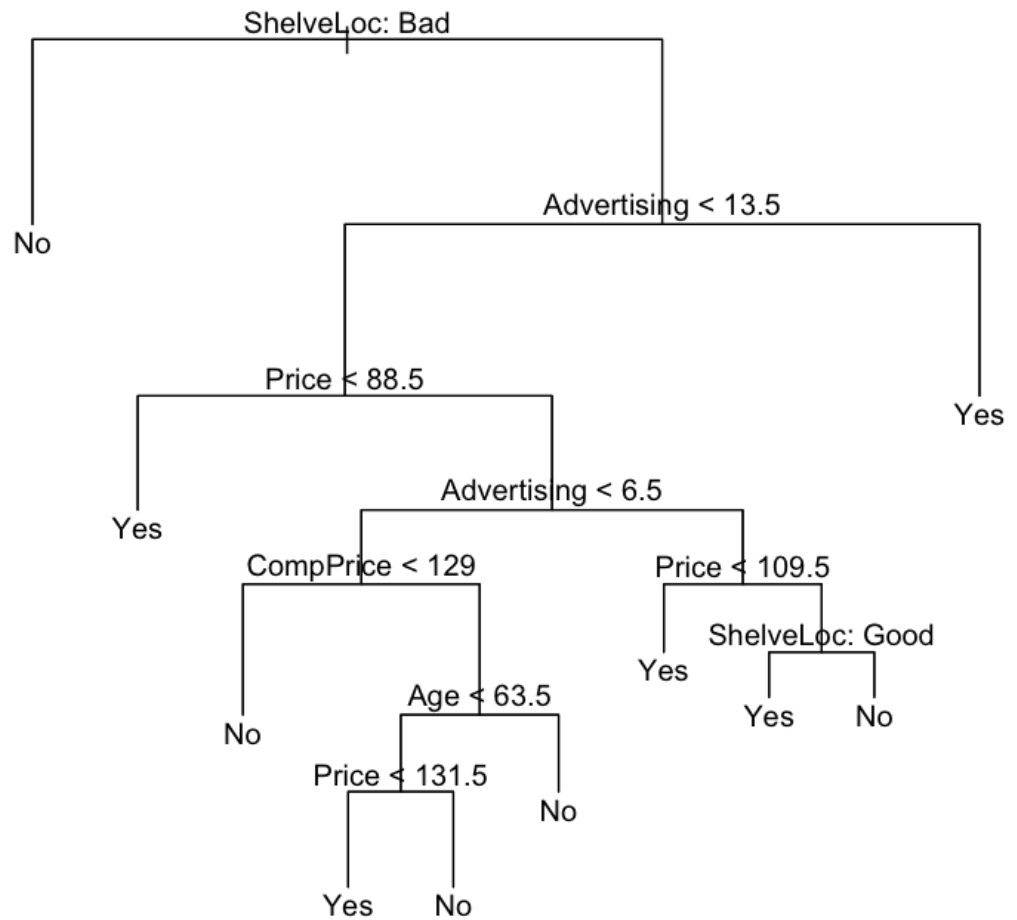 ShelveLoc: Bad
Advertising < 13.5
No
Price < 88.5
Yes
Advertising < 6.5
Yes
CompPrice < 129
Price < 109.5
ShelveLoc: Good
Yes
Age < 63.5
Yes
No
No
Price < 131.5
No
Yes
No